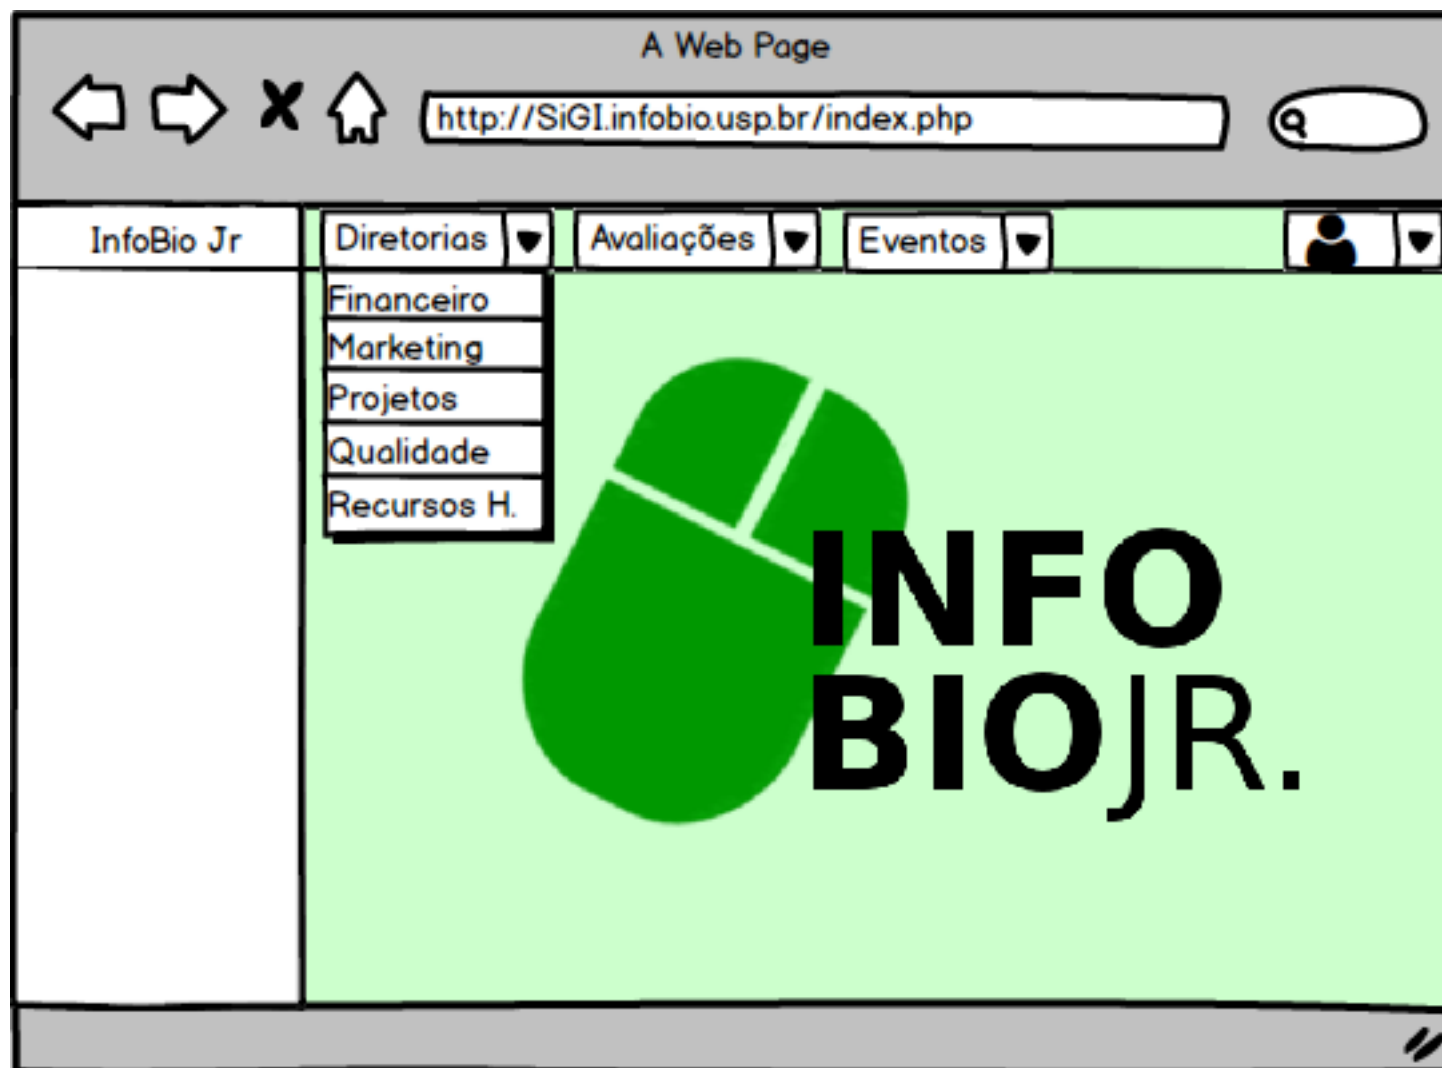 A Web Page
http://SiGI.infobio.usp.br/index.php
InfoBio Jr
Diretorias
Avaliações
Eventos
Financeiro
Marketing
Projetos
Qualidade
Recursos H.
INFO
BIOJR.